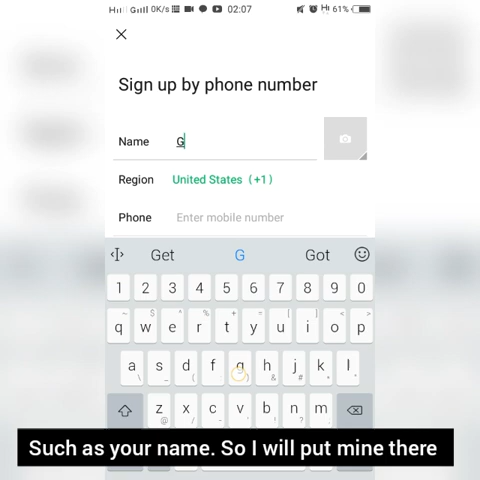 0K/s 02:07 61%
Sign up by phone number
Name G
Region United States (+1)
Phone Enter mobile number
Get G Got
1 2 3 4 5 6 7 8 9 0
q w e r t y u i o p
a s d f g h j k l
z x c v b n m
Such as your name. So I will put mine there